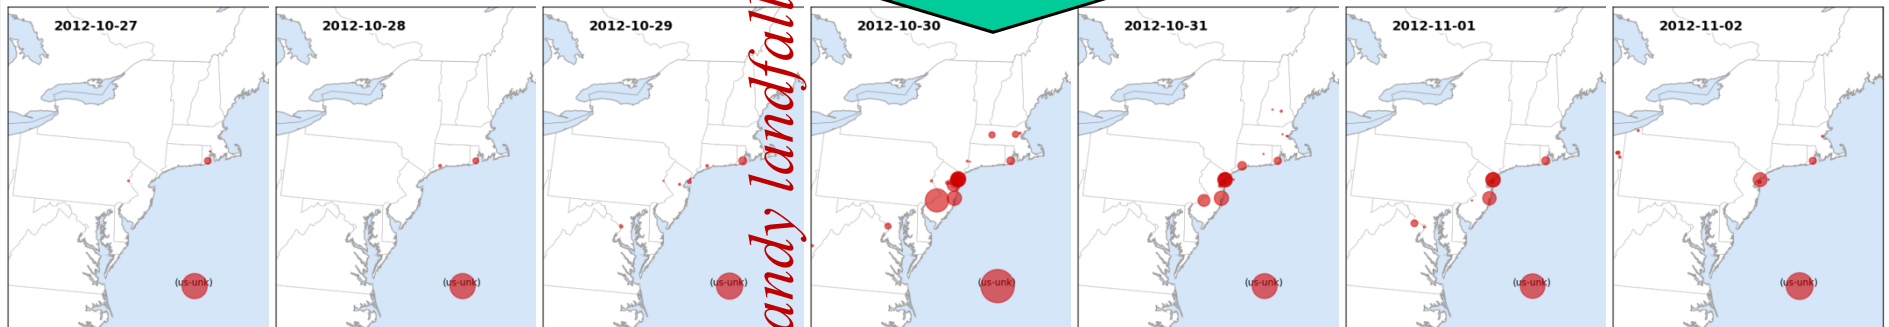 2012-10-27
2012-10-28
2012-10-29
2012-10-30
2012-10-31
2012-11-01
2012-11-02
andy landfall
(us-unk)
(us-unk)
(us-unk)
(us-unk)
(us-unk)
(us-unk)
(us-unk)